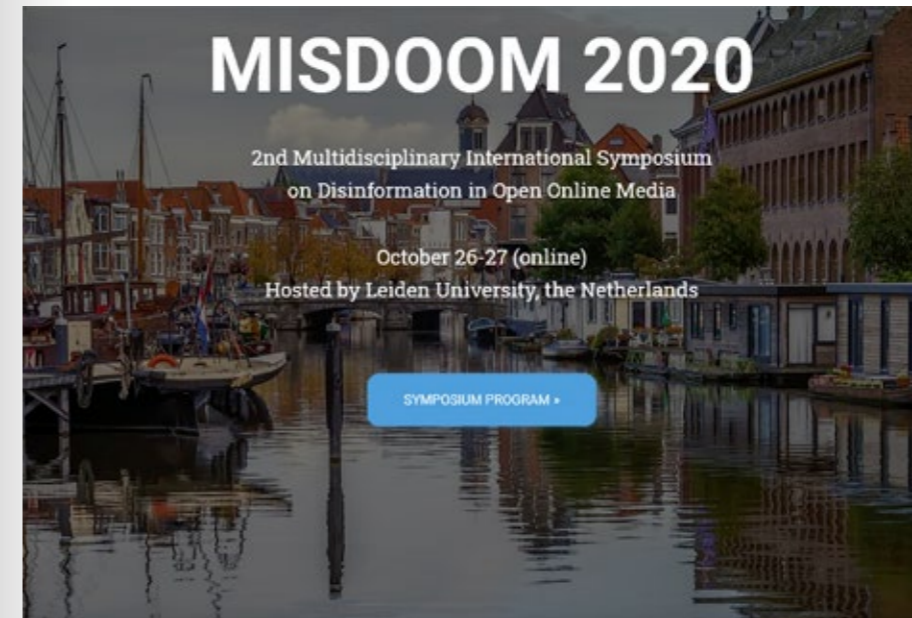 MISDOOM 2020
2nd Multidisciplinary International Symposium
on Disinformation in Open Online Media
October 26-27 (online)
Hosted by Leiden University, the Netherlands
SYMPOSIUM PROGRAM »